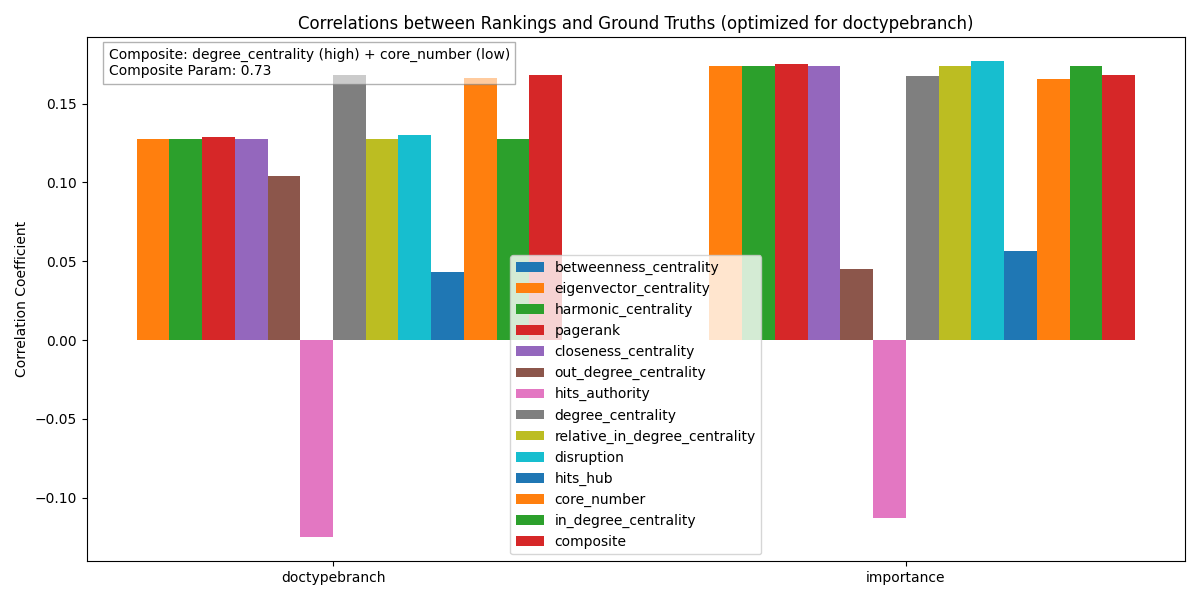 Correlations between Rankings and Ground Truths (optimized for doctypebranch)
Composite: degree_centrality (high) + core_number (low)
Composite Param: 0.73
Correlation Coefficient
0.15
0.10
0.05
0.00
−0.05
−0.10
betweenness_centrality
eigenvector_centrality
harmonic_centrality
pagerank
closeness_centrality
out_degree_centrality
hits_authority
degree_centrality
relative_in_degree_centrality
disruption
hits_hub
core_number
in_degree_centrality
composite
doctypebranch
importance